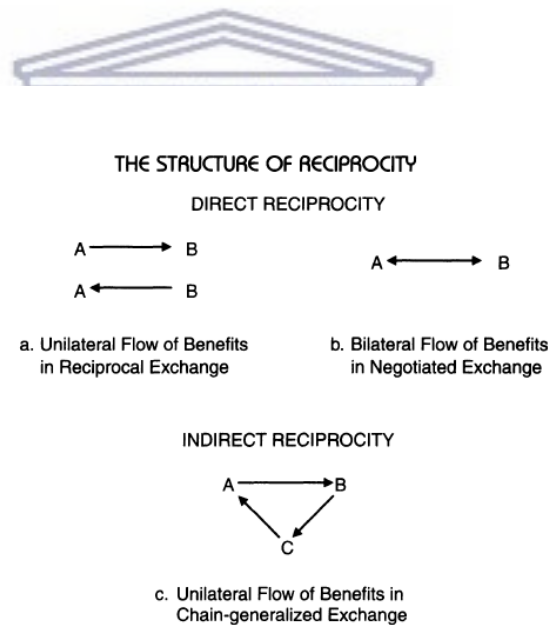 THE STRUCTURE OF RECIPROCITY
DIRECT RECIPROCITY
A B
A B
a. Unilateral Flow of Benefits
in Reciprocal Exchange
A B
b. Bilateral Flow of Benefits
in Negotiated Exchange
INDIRECT RECIPROCITY
A B
C
c. Unilateral Flow of Benefits in
Chain-generalized Exchange